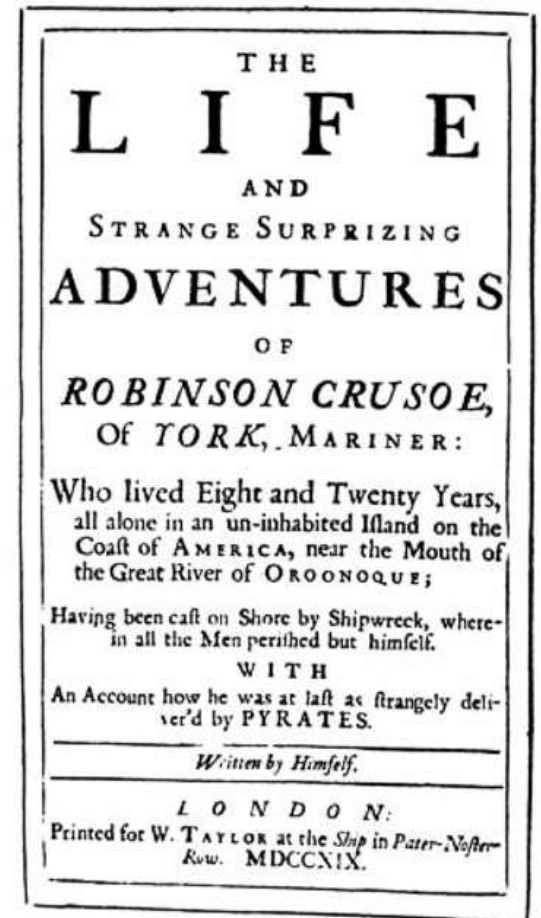 THE
LIFE
AND
STRANGE SURPRIZING
ADVENTURES
OF
ROBINSON CRUSOE,
Of YORK, MARINER:
Who lived Eight and Twenty Years,
all alone in an un-inhabited Iſland on the
Coaſt of AMERICA, near the Mouth of
the Great River of OROONOQUE;
Having been caſt on Shore by Shipwreck, where-
in all the Men periſhed but himſelf.
WITH
An Account how he was at laſt as ſtrangely deli-
ver'd by PYRATES.
Written by Himſelf.
LONDON:
Printed for W. TAYLOR at the Ship in Pater-Noſter-
Row. MDCCXIX.